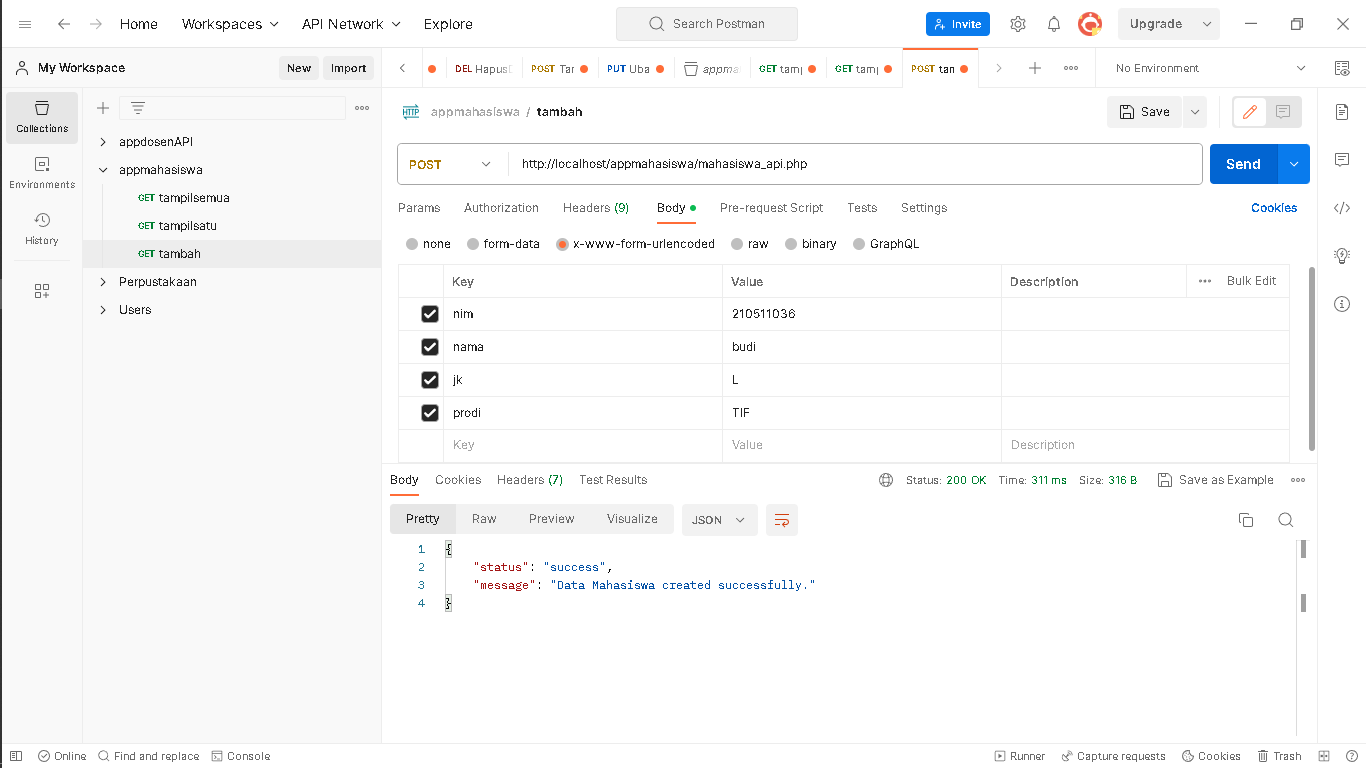 Home Workspaces API Network Explore Search Postman Invite Upgrade
My Workspace New Import DEL Hapus POST Tar PUT Uba appma GET tam GET tam POST tan No Environment
Collections
Environments
History
appdosenAPI
appmahasiswa
GET tampilsemua
GET tampilsatu
GET tambah
Perpustakaan
Users
HTTP appmahasiswa / tambah Save
POST http://localhost/appmahasiswa/mahasiswa_api.php Send
Params Authorization Headers (9) Body Pre-request Script Tests Settings Cookies
none form-data x-www-form-urlencoded raw binary GraphQL
Key Value Description Bulk Edit
nim 210511036
nama budi
jk L
prodi TIF
Key Value Description
Body Cookies Headers (7) Test Results Status: 200 OK Time: 311 ms Size: 316 B Save as Example
Pretty Raw Preview Visualize JSON
1 {
2 "status": "success",
3 "message": "Data Mahasiswa created successfully."
4 }
Online Find and replace Console Runner Capture requests Cookies Trash